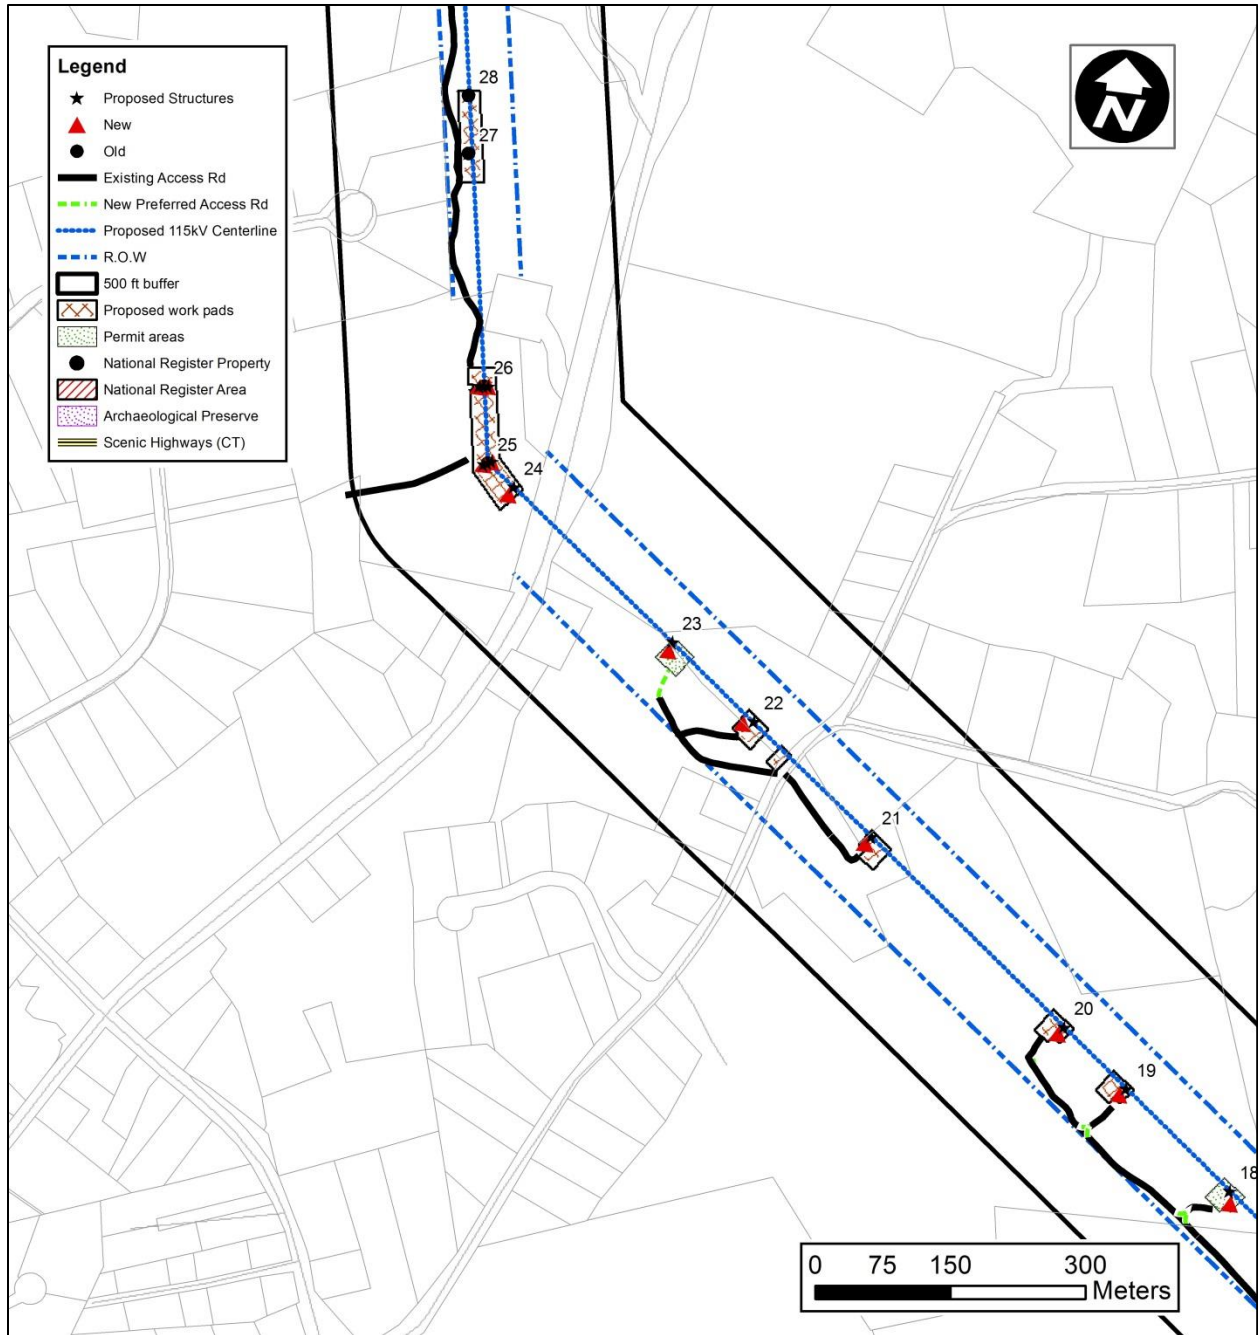 Legend
Proposed Structures
New
Old
Existing Access Rd
New Preferred Access Rd
Proposed 115kV Centerline
R.O.W
500 ft buffer
Proposed work pads
Permit areas
National Register Property
National Register Area
Archaeological Preserve
Scenic Highways (CT)
N
28
27
26
25
24
23
22
21
20
19
18
0 75 150 300
Meters